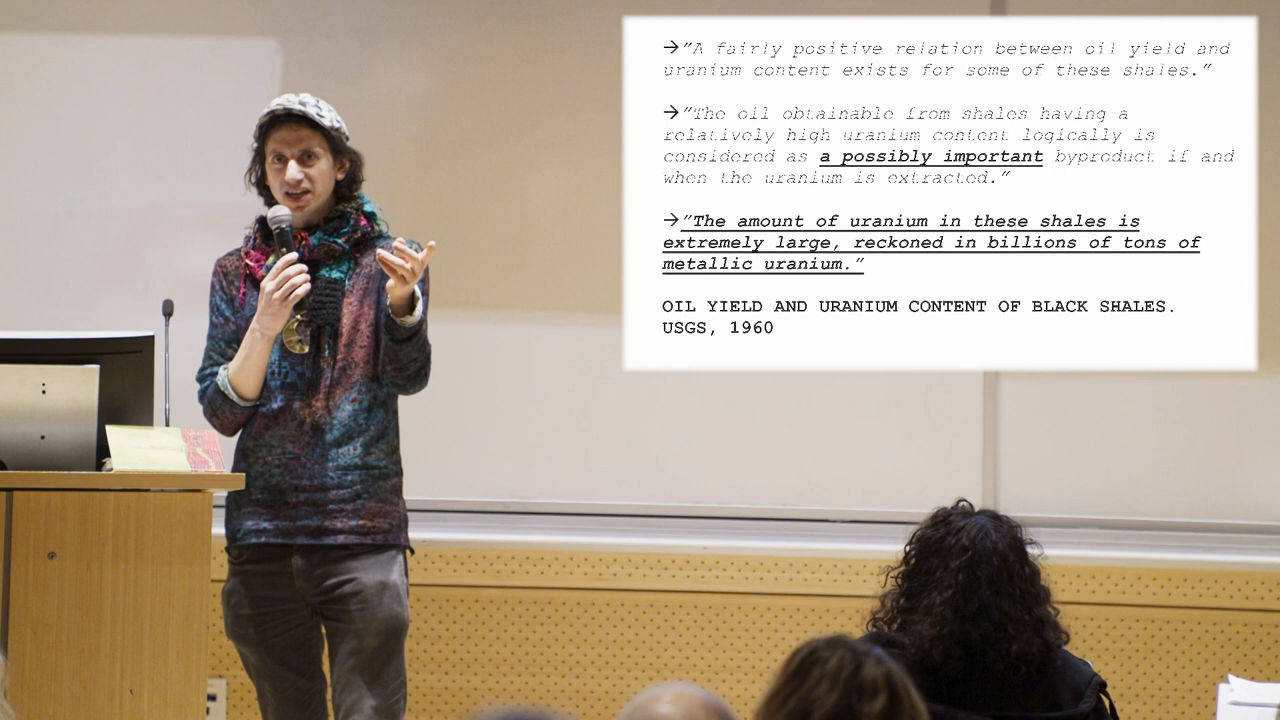 →"A fairly positive relation between oil yield and
uranium content exists for some of these shales."
→"The oil obtainable from shales having a
relatively high uranium content logically is
considered as a possibly important byproduct if and
when the uranium is extracted."
→"The amount of uranium in these shales is
extremely large, reckoned in billions of tons of
metallic uranium."
OIL YIELD AND URANIUM CONTENT OF BLACK SHALES.
USGS, 1960